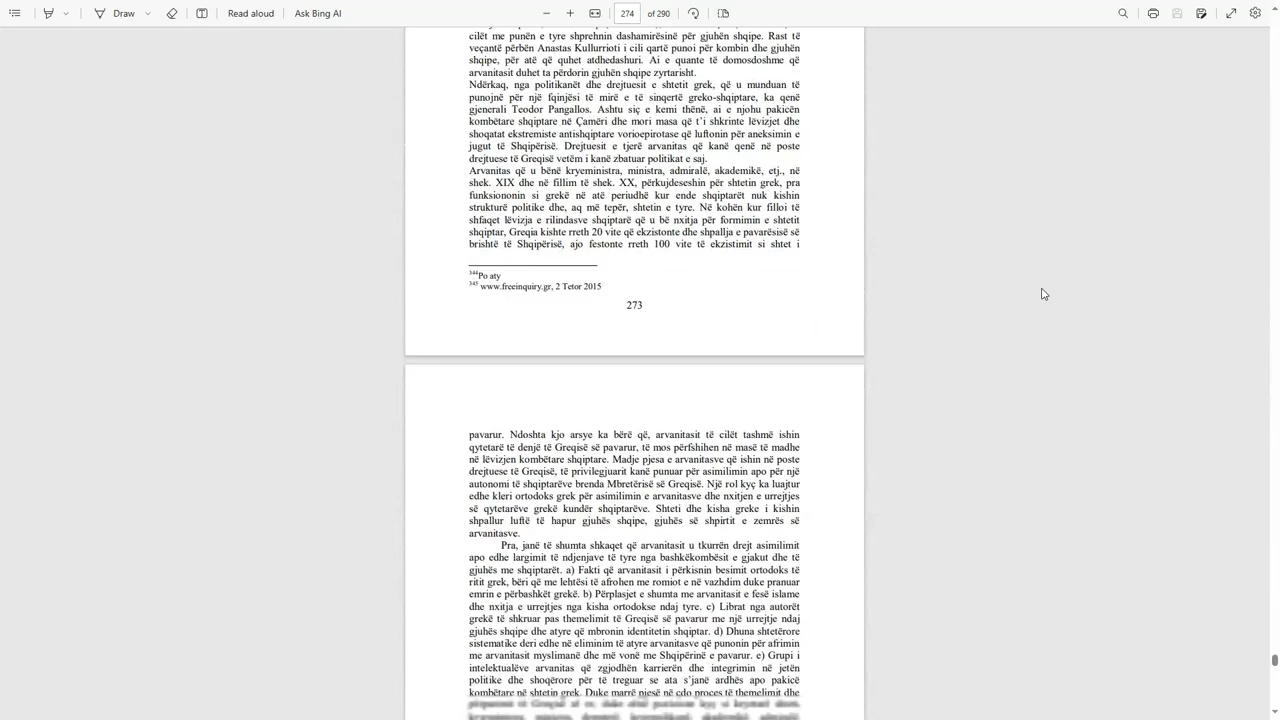 Draw
Read aloud
Ask Bing AI
274 of 290
cilët me punën e tyre shprehnin dashamirësinë për gjuhën shqipe. Rast të
veçantë përbën Anastas Kullurrioti i cili qartë punoi për kombin dhe gjuhën
shqipe, për atë që quhet atdhedashuri. Ai e quante të domosdoshme që
arvanitasit duhet ta përdorin gjuhën shqipe zyrtarisht.
Ndërkaq, nga politikanët dhe drejtuesit e shtetit grek, që u munduan të
punojnë për një fqinjësi të mirë e të sinqertë greko-shqiptare, ka qenë
gjenerali Teodor Pangallos. Ashtu siç e kemi thënë, ai e njohu pakicën
kombëtare shqiptare në Çamëri dhe mori masa që t'i shkrinte lëvizjet dhe
shoqatat ekstremiste antishqiptare vorioepirotase që luftonin për aneksimin e
jugut të Shqipërisë. Drejtuesit e tjerë arvanitas që kanë qenë në poste
drejtuese të Greqisë vetëm i kanë zbatuar politikat e saj.
Arvanitas që u bënë kryeministra, ministra, admiralë, akademikë, etj., në
shek. XIX dhe në fillim të shek. XX, përkujdeseshin për shtetin grek, pra
funksiononin si grekë në atë periudhë kur ende shqiptarët nuk kishin
strukturë politike dhe, aq më tepër, shtetin e tyre. Në kohën kur filloi të
shfaqet lëvizja e rilindasve shqiptarë që u bë nxitja për formimin e shtetit
shqiptar, Greqia kishte rreth 20 vite që ekzistonte dhe shpallja e pavarësisë së
brishtë të Shqipërisë, ajo festonte rreth 100 vite të ekzistimit si shtet i
344Po aty
345 www.freeinquiry.gr, 2 Tetor 2015
273
pavarur. Ndoshta kjo arsye ka bërë që, arvanitasit të cilët tashmë ishin
qytetarë të denjë të Greqisë së pavarur, të mos përfshihen në masë të madhe
në lëvizjen kombëtare shqiptare. Madje pjesa e arvanitasve që ishin në poste
drejtuese të Greqisë, të privilegjuarit kanë punuar për asimilimin apo për një
autonomi të shqiptarëve brenda Mbretërisë së Greqisë. Një rol kyç ka luajtur
edhe kleri ortodoks grek për asimilimin e arvanitasve dhe nxitjen e urrejtjes
së qytetarëve grekë kundër shqiptarëve. Shteti dhe kisha greke i kishin
shpallur luftë të hapur gjuhës shqipe, gjuhës së shpirtit e zemrës së
arvanitasve.
Pra, janë të shumta shkaqet që arvanitasit u tkurrën drejt asimilimit
apo edhe largimit të ndjenjave të tyre nga bashkëkombësit e gjakut dhe të
gjuhës me shqiptarët. a) Fakti që arvanitasit i përkisnin besimit ortodoks të
ritit grek, bëri që me lehtësi të afrohen me romiot e në vazhdim duke pranuar
emrin e përbashkët grekë. b) Përplasjet e shumta me arvanitasit e fesë islame
dhe nxitja e urrejtjes nga kisha ortodokse ndaj tyre. c) Librat nga autorët
grekë të shkruar pas themelimit të Greqisë së pavarur me një urrejtje ndaj
gjuhës shqipe dhe atyre që mbronin identitetin shqiptar. d) Dhuna shtetërore
sistematike deri edhe në eliminim të atyre arvanitasve që punonin për afrimin
me arvanitasit myslimanë dhe më vonë me Shqipërinë e pavarur. e) Grupi i
intelektualëve arvanitas që zgjodhën karrierën dhe integrimin në jetën
politike dhe shoqërore për të treguar se ata s'janë ardhës apo pakicë
kombëtare në shtetin grek. Duke marrë pjesë në çdo proces të themelimit dhe